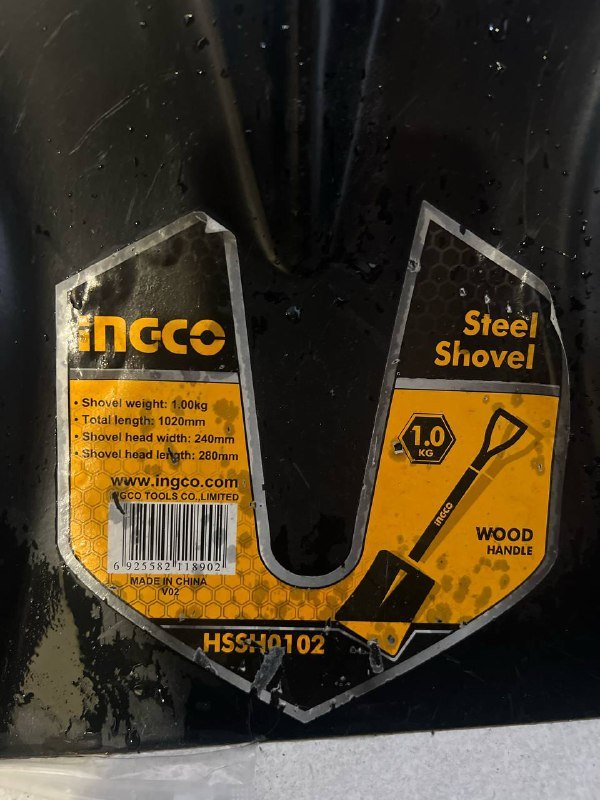 INGCO
• Shovel weight: 1.00kg
• Total length: 1020mm
• Shovel head width: 240mm
• Shovel head length: 280mm
www.ingco.com
INGCO TOOLS CO.,LIMITED
6 925582 118902
MADE IN CHINA
V02
HSSH0102
Steel
Shovel
1.0
KG
INGCO
WOOD
HANDLE